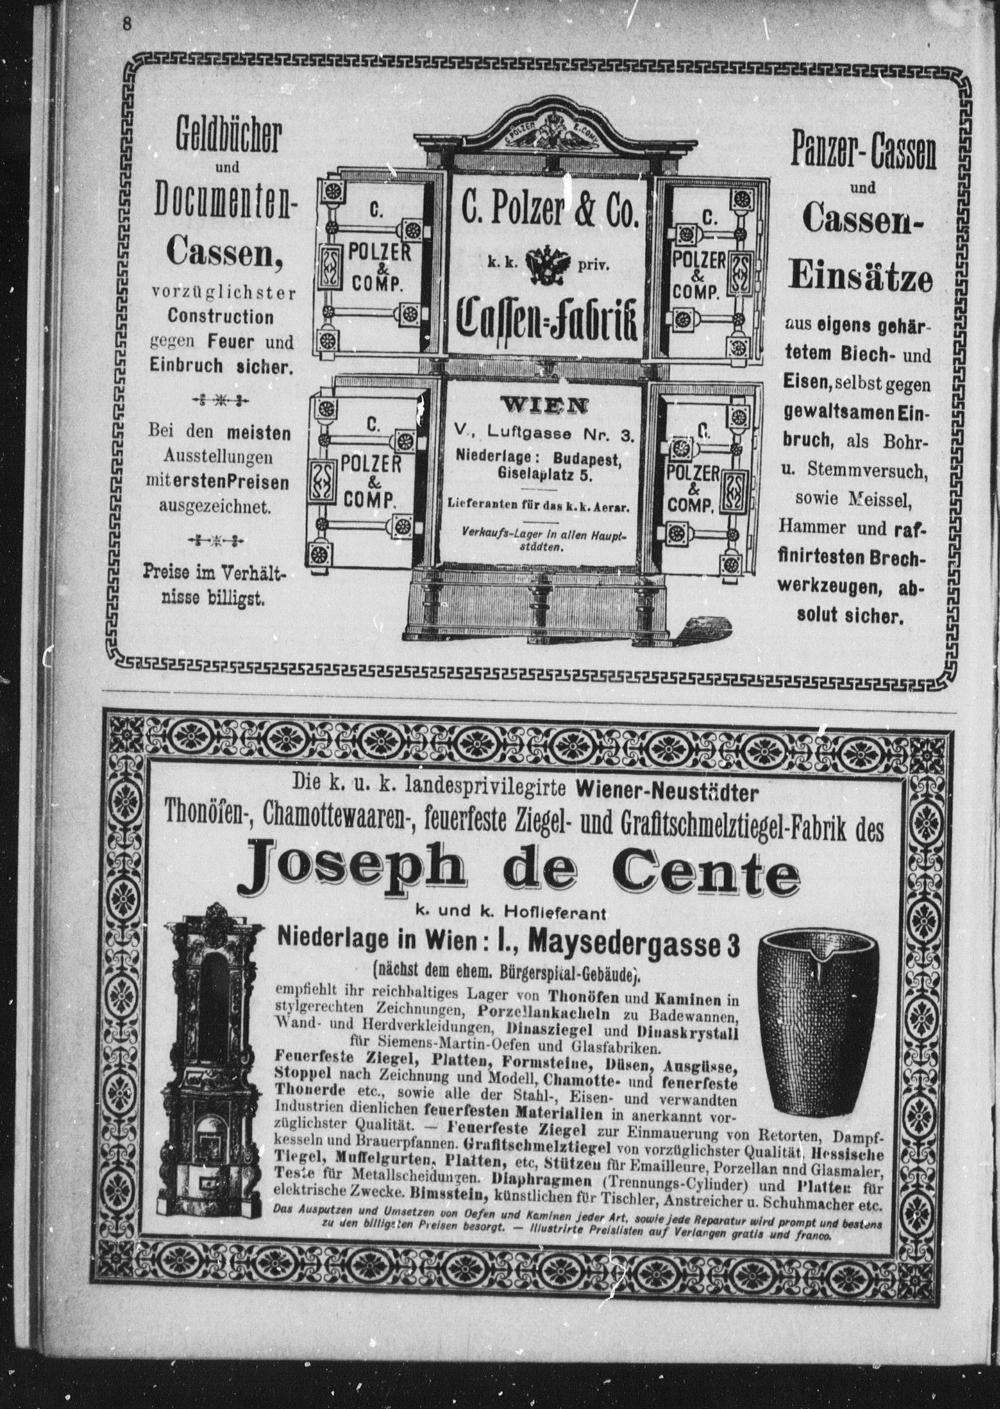 8
Geldbücher
und
Documenten-
Cassen,
vorzüglichster
Construction
gegen Feuer und
Einbruch sicher.
Bei den meisten
Ausstellungen
mit ersten Preisen
ausgezeichnet.
Preise im Verhält-
nisse billigst.
C. POLZER & COMP.
C.
POLZER
&
COMP.
C. Polzer & Co.
k. k. priv.
Cassen-Fabrik
C.
POLZER
&
COMP.
C.
POLZER
&
COMP.
WIEN
V., Luftgasse Nr. 3.
Niederlage: Budapest,
Giselaplatz 5.
Lieferanten für das k. k. Aerar.
Verkaufs-Lager in allen Haupt-
städten.
C.
POLZER
&
COMP.
Panzer-Cassen
und
Cassen-
Einsätze
aus eigens gehär-
tetem Biech- und
Eisen, selbst gegen
gewaltsamen Ein-
bruch, als Bohr-
u. Stemmversuch,
sowie Meissel,
Hammer und raf-
finirtesten Brech-
werkzeugen, ab-
solut sicher.
Die k. u. k. landesprivilegirte Wiener-Neustädter
Thonöfen-, Chamottewaaren-, feuerfeste Ziegel- und Grafitschmelztiegel-Fabrik des
Joseph de Cente
k. und k. Hoflieferant
Niederlage in Wien: I., Maysedergasse 3
(nächst dem ehem. Bürgerspital-Gebäude),
empfiehlt ihr reichhaltiges Lager von Thonöfen und Kaminen in
stylgerechten Zeichnungen, Porzellankacheln zu Badewannen,
Wand- und Herdverkleidungen, Dinasziegel und Dinaskrystall
für Siemens-Martin-Oefen und Glasfabriken.
Feuerfeste Ziegel, Platten, Formsteine, Düsen, Ausgüsse,
Stoppel nach Zeichnung und Modell, Chamotte- und feuerfeste
Thonerde etc., sowie alle der Stahl-, Eisen- und verwandten
Industrien dienlichen feuerfesten Materialien in anerkannt vor-
züglichster Qualität. — Feuerfeste Ziegel zur Einmauerung von Retorten, Dampf-
kesseln und Brauerpfannen. Grafitschmelztiegel von vorzüglichster Qualität, Hessische
Tiegel, Muffelgurten, Platten, etc, Stützen für Emailleure, Porzellan nnd Glasmaler,
Teste für Metallscheidungen. Diaphragmen (Trennungs-Cylinder) und Platten für
elektrische Zwecke. Bimsstein, künstlichen für Tischler, Anstreicher u. Schuhmacher etc.
Das Ausputzen und Umsetzen von Oefen und Kaminen jeder Art, sowie jede Reparatur wird prompt und bestens
zu den billigsten Preisen besorgt. — Illustrirte Preislisten auf Verlangen gratis und franco.